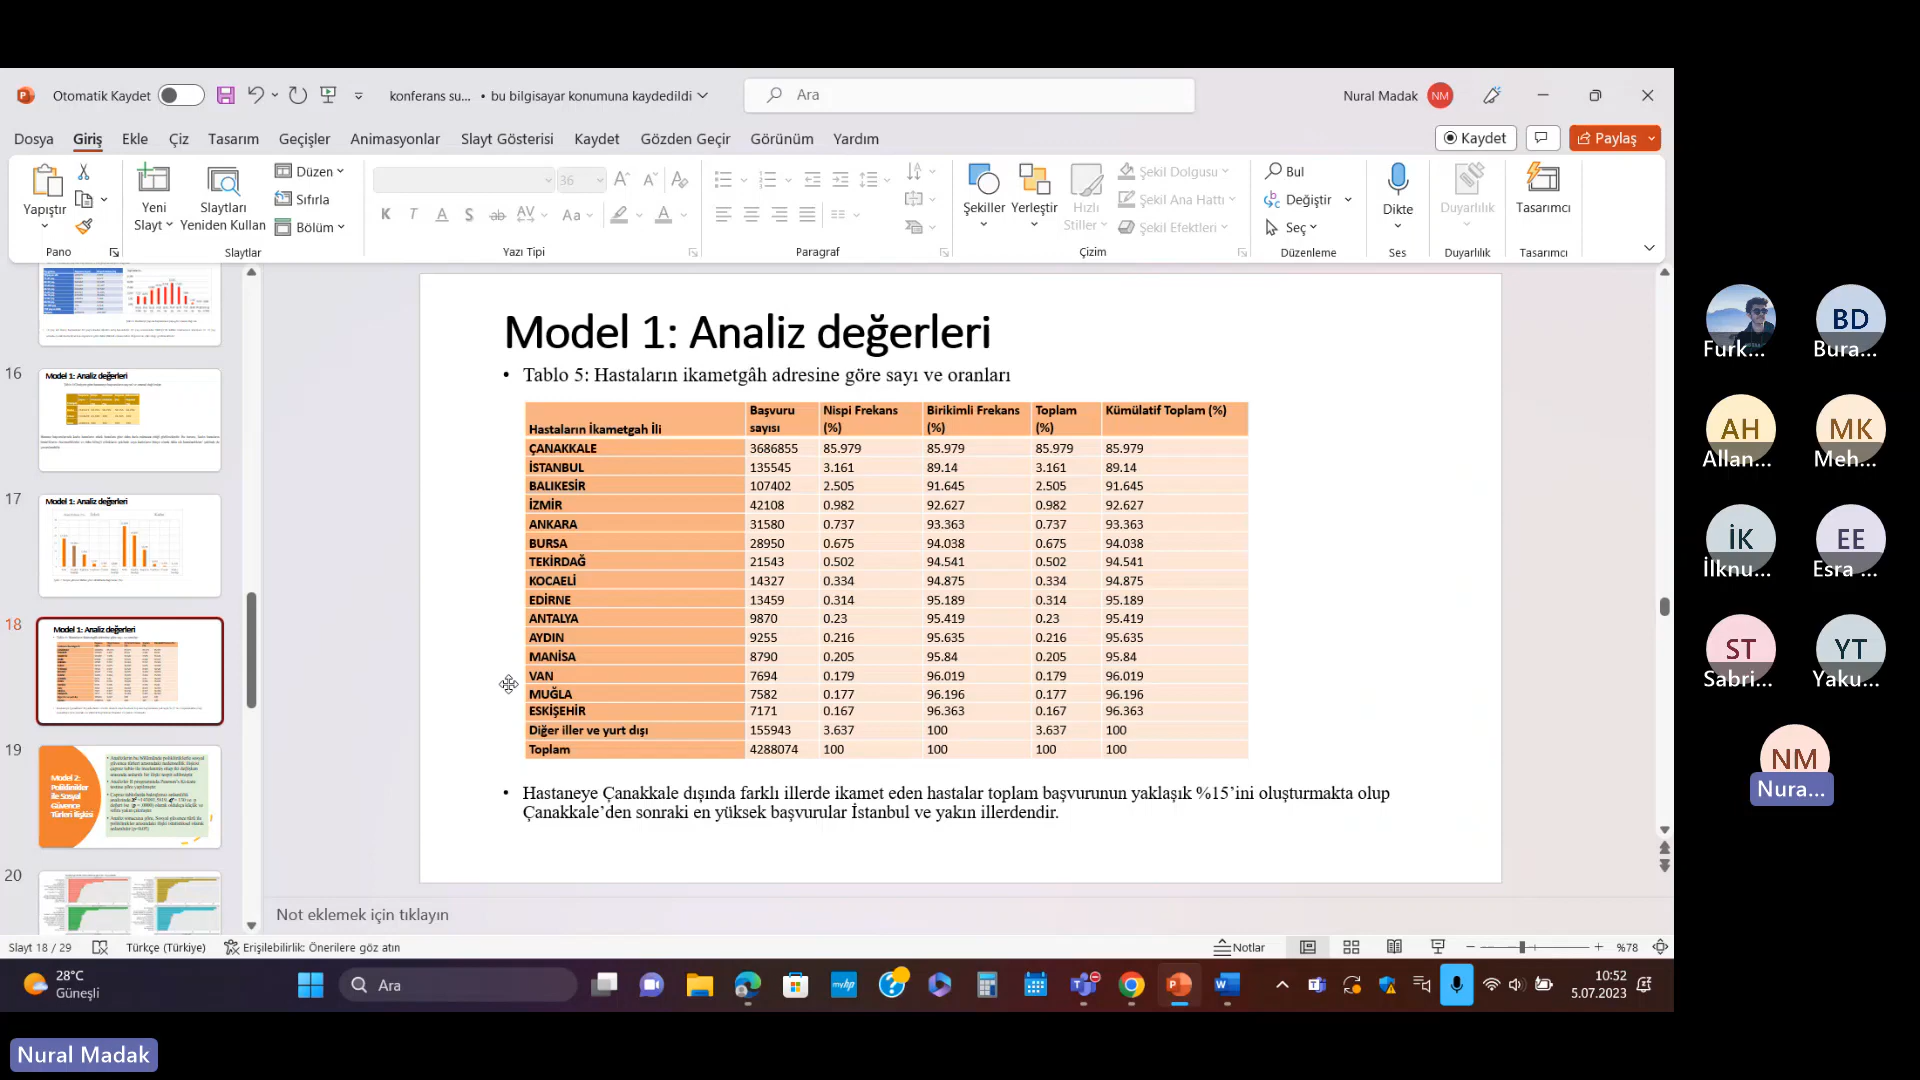 Otomatik Kaydet
konferans su... • bu bilgisayar konumuna kaydedildi
Ara
Nural Madak NM
Dosya Giriş Ekle Çiz Tasarım Geçişler Animasyonlar Slayt Gösterisi Kaydet Gözden Geçir Görünüm Yardım
Kaydet
Paylaş
Yapıştır
Yeni Slayt
Slaytları Yeniden Kullan
Düzen
Sıfırla
Bölüm
36
K T A S ab AV Aa A
Şekiller
Yerleştir
Hızlı Stiller
Şekil Dolgusu
Şekil Ana Hattı
Şekil Efektleri
Bul
Değiştir
Seç
Dikte
Duyarlılık
Tasarımcı
Pano Slaytlar Yazı Tipi Paragraf Çizim Düzenleme Ses Duyarlılık Tasarımcı
16
Model 1: Analiz değerleri
17
Model 1: Analiz değerleri
18
Model 1: Analiz değerleri
19
Model 2:
Poliklinikler
ile Sosyal
Güvence
Türleri İlişkisi
20
Model 1: Analiz değerleri
• Tablo 5: Hastaların ikametgâh adresine göre sayı ve oranları
Hastaların İkametgah İli Başvuru sayısı Nispi Frekans (%) Birikimli Frekans (%) Toplam (%) Kümülatif Toplam (%)
ÇANAKKALE 3686855 85.979 85.979 85.979 85.979
İSTANBUL 135545 3.161 89.14 3.161 89.14
BALIKESİR 107402 2.505 91.645 2.505 91.645
İZMİR 42108 0.982 92.627 0.982 92.627
ANKARA 31580 0.737 93.363 0.737 93.363
BURSA 28950 0.675 94.038 0.675 94.038
TEKİRDAĞ 21543 0.502 94.541 0.502 94.541
KOCAELİ 14327 0.334 94.875 0.334 94.875
EDİRNE 13459 0.314 95.189 0.314 95.189
ANTALYA 9870 0.23 95.419 0.23 95.419
AYDIN 9255 0.216 95.635 0.216 95.635
MANİSA 8790 0.205 95.84 0.205 95.84
VAN 7694 0.179 96.019 0.179 96.019
MUĞLA 7582 0.177 96.196 0.177 96.196
ESKİŞEHİR 7171 0.167 96.363 0.167 96.363
Diğer iller ve yurt dışı 155943 3.637 100 3.637 100
Toplam 4288074 100 100 100 100
• Hastaneye Çanakkale dışında farklı illerde ikamet eden hastalar toplam başvurunun yaklaşık %15’ini oluşturmakta olup
Çanakkale’den sonraki en yüksek başvurular İstanbul ve yakın illerdendir.
Not eklemek için tıklayın
Slayt 18 / 29 Türkçe (Türkiye) Erişilebilirlik: Önerilere göz atın
Notlar
%78
28°C
Güneşli
Ara
10:52
5.07.2023
Furk...
BD
Bura...
AH
Allan...
MK
Meh...
İK
İlknu...
EE
Esra ...
ST
Sabri...
YT
Yaku...
NM
Nura...
Nural Madak